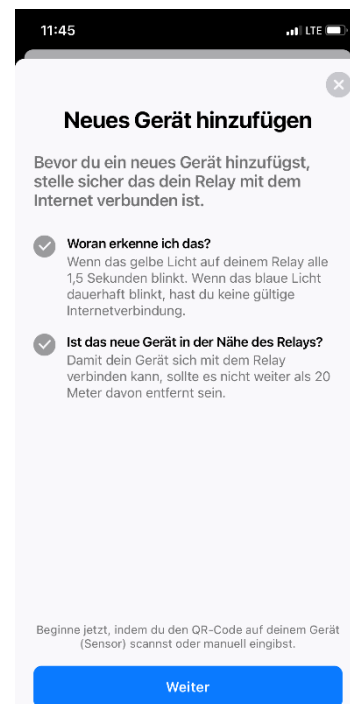 11:45
LTE
Neues Gerät hinzufügen
Bevor du ein neues Gerät hinzufügst,
stelle sicher das dein Relay mit dem
Internet verbunden ist.
Woran erkenne ich das?
Wenn das gelbe Licht auf deinem Relay alle
1,5 Sekunden blinkt. Wenn das blaue Licht
dauerhaft blinkt, hast du keine gültige
Internetverbindung.
Ist das neue Gerät in der Nähe des Relays?
Damit dein Gerät sich mit dem Relay
verbinden kann, sollte es nicht weiter als 20
Meter davon entfernt sein.
Beginne jetzt, indem du den QR-Code auf deinem Gerät
(Sensor) scannst oder manuell eingibst.
Weiter